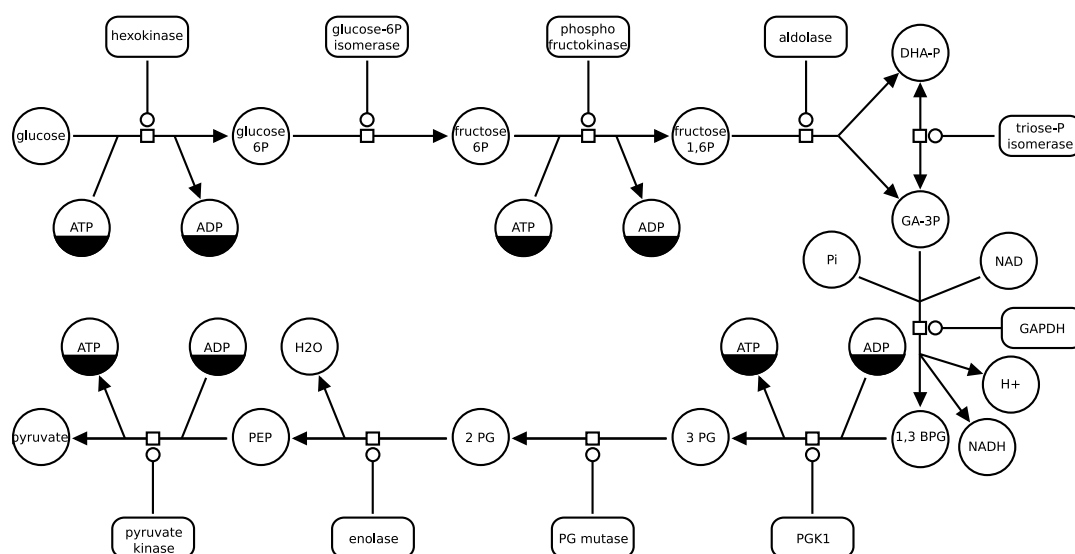 hexokinase
glucose-6P
isomerase
phospho
fructokinase
aldolase
DHA-P
glucose
glucose
6P
fructose
6P
fructose
1,6P
triose-P
isomerase
ATP
ADP
ATP
ADP
GA-3P
Pi
NAD
GAPDH
ATP
ADP
H2O
ATP
ADP
H+
pyruvate
PEP
2 PG
3 PG
1,3 BPG
NADH
pyruvate
kinase
enolase
PG mutase
PGK1